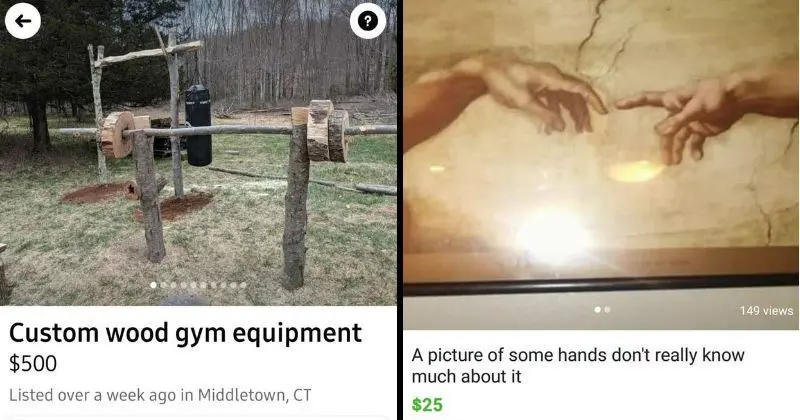 Custom wood gym equipment
$500
Listed over a week ago in Middletown, CT
149 views
A picture of some hands don't really know
much about it
$25